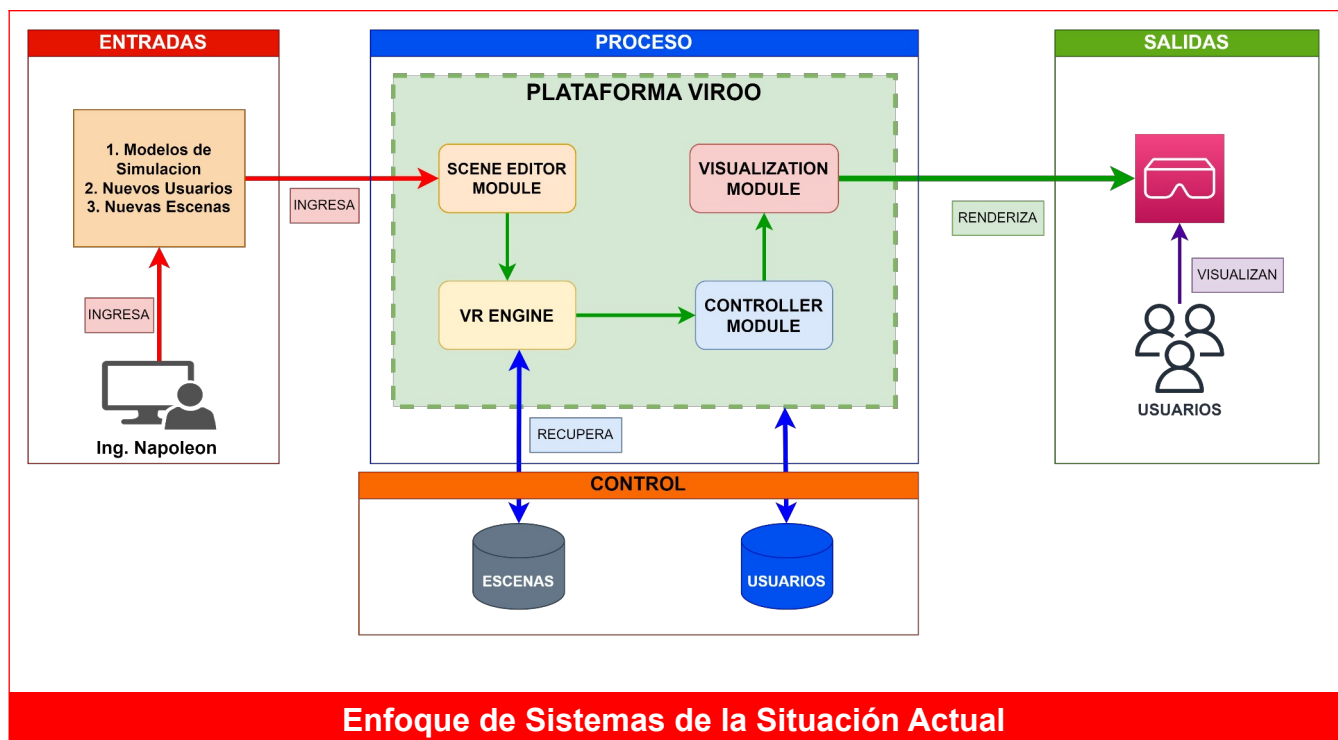 ENTRADAS
1. Modelos de
Simulacion
2. Nuevos Usuarios
3. Nuevas Escenas
INGRESA
Ing. Napoleon
INGRESA
PROCESO
PLATAFORMA VIROO
SCENE EDITOR
MODULE
VISUALIZATION
MODULE
VR ENGINE
CONTROLLER
MODULE
RECUPERA
CONTROL
ESCENAS
USUARIOS
RENDERIZA
SALIDAS
VISUALIZAN
USUARIOS
Enfoque de Sistemas de la Situación Actual